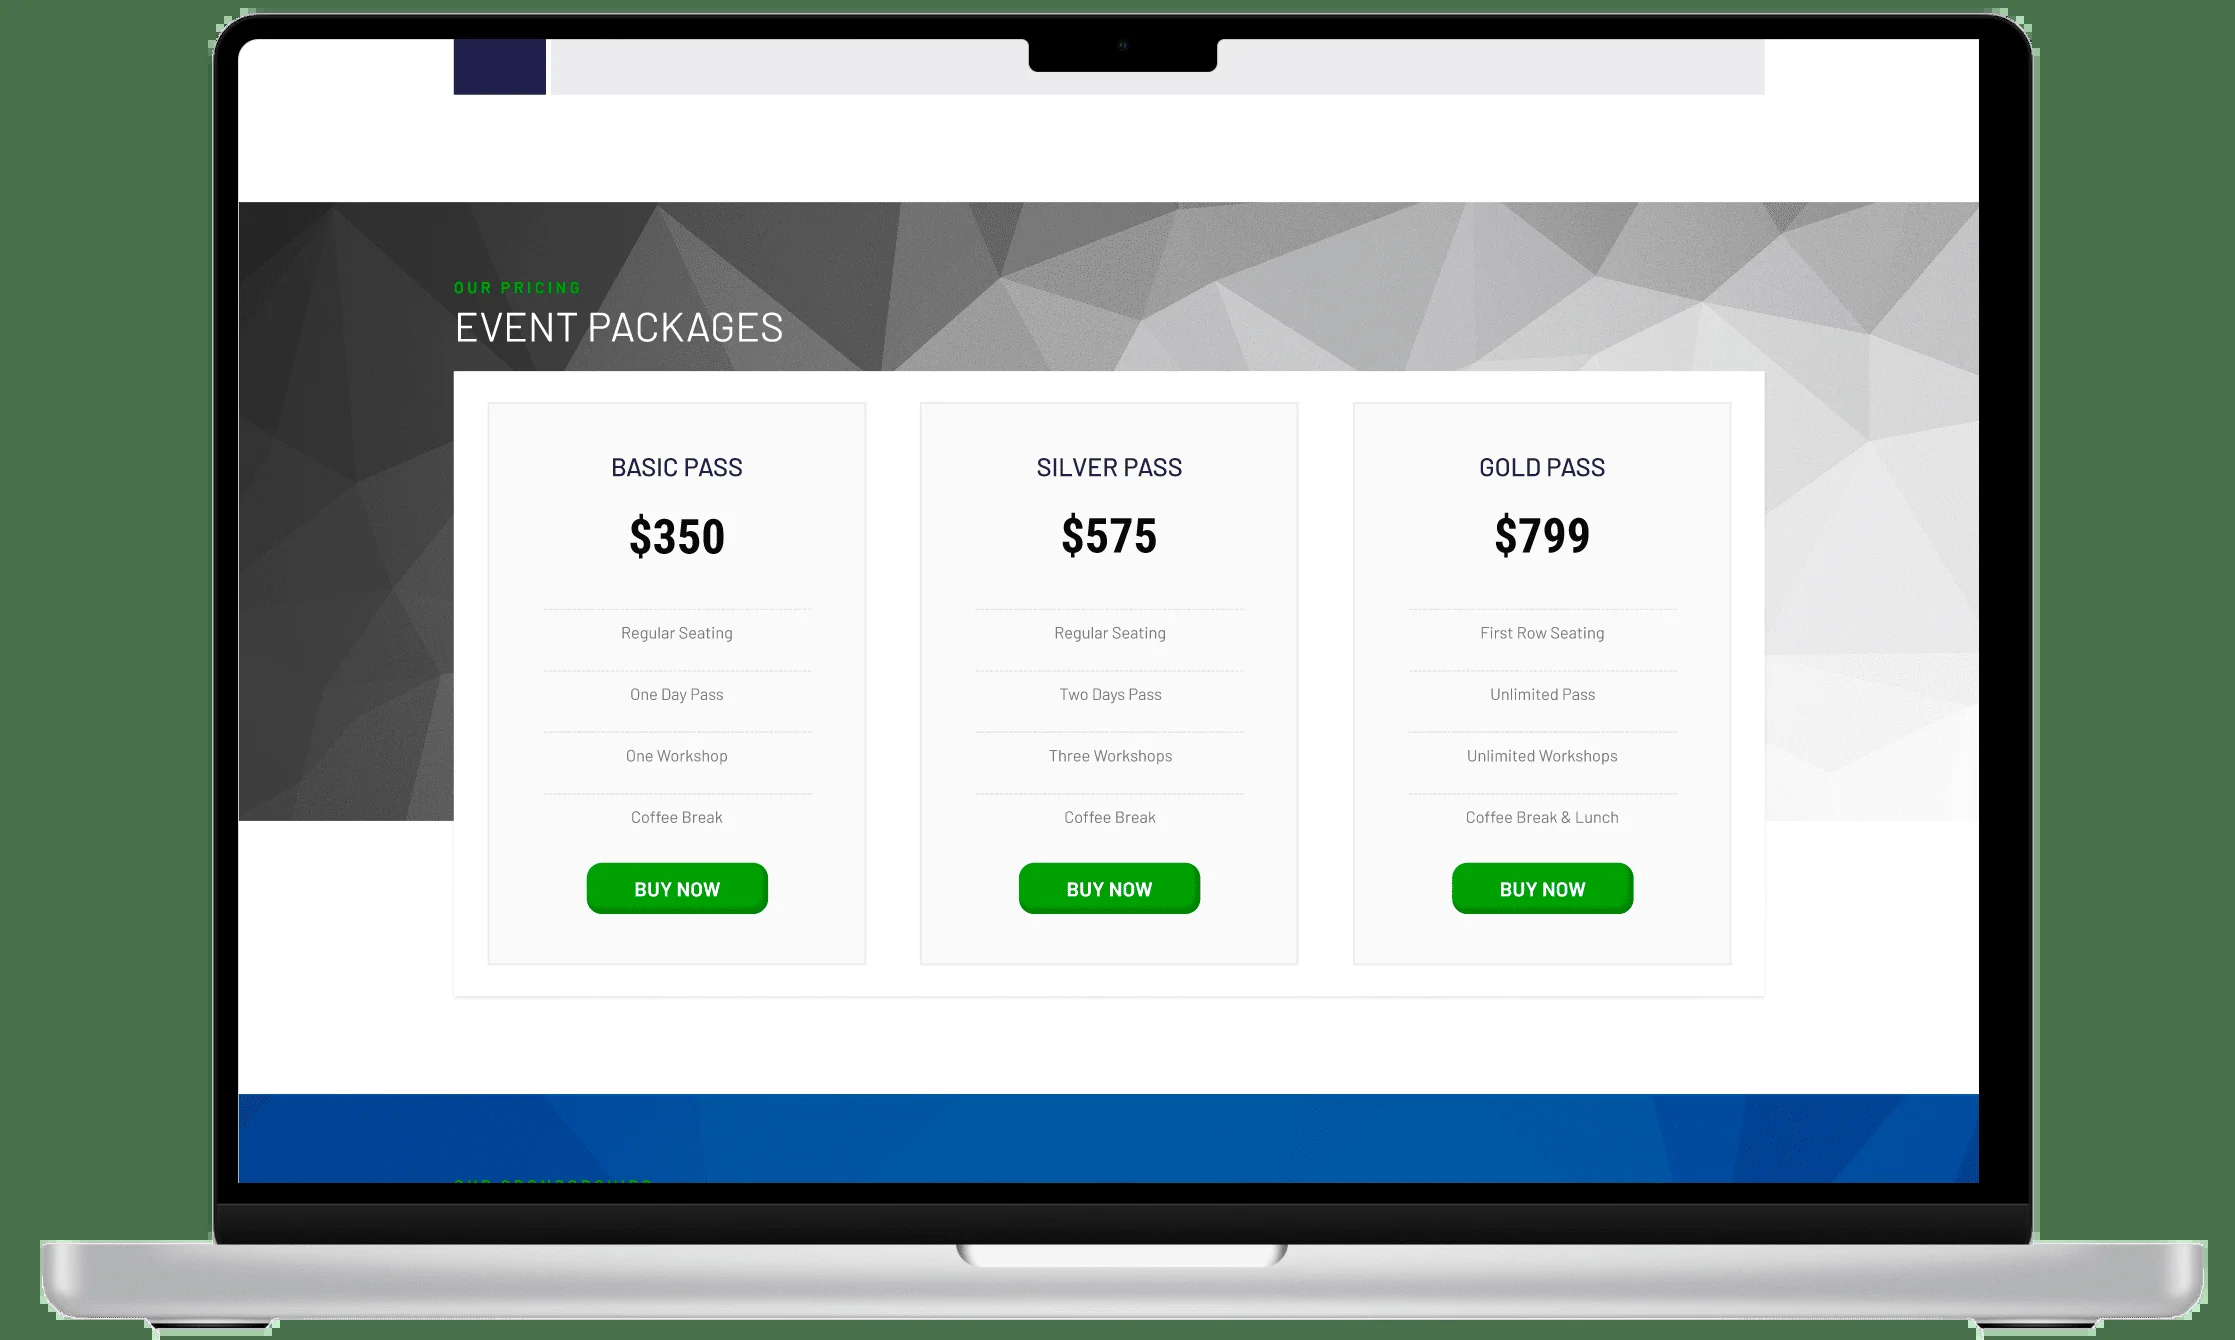 OUR PRICING
EVENT PACKAGES
BASIC PASS
$350
Regular Seating
One Day Pass
One Workshop
Coffee Break
BUY NOW
SILVER PASS
$575
Regular Seating
Two Days Pass
Three Workshops
Coffee Break
BUY NOW
GOLD PASS
$799
First Row Seating
Unlimited Pass
Unlimited Workshops
Coffee Break & Lunch
BUY NOW